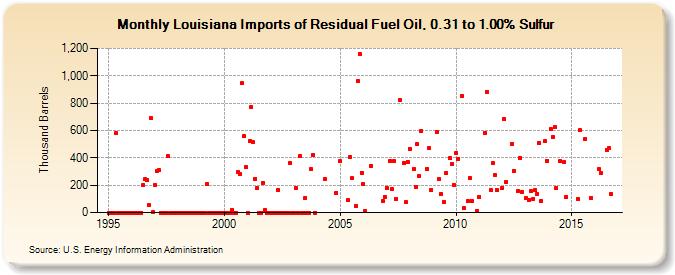 Monthly Louisiana Imports of Residual Fuel Oil, 0.31 to 1.00% Sulfur
Thousand Barrels
1,200
1,000
800
600
400
200
0
1995 2000 2005 2010 2015
Source: U.S. Energy Information Administration